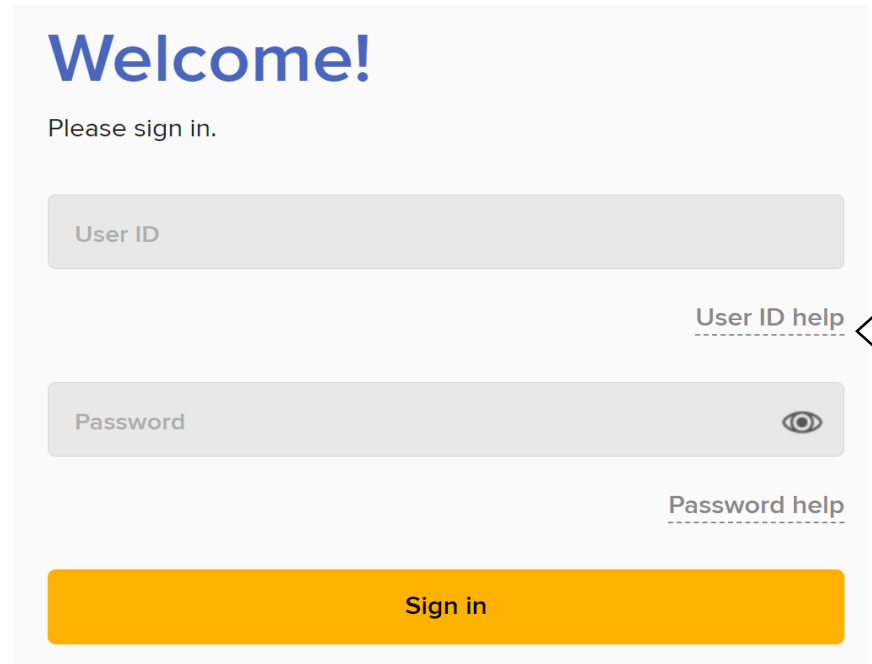 Welcome!
Please sign in.
User ID
User ID help
Password
Password help
Sign in